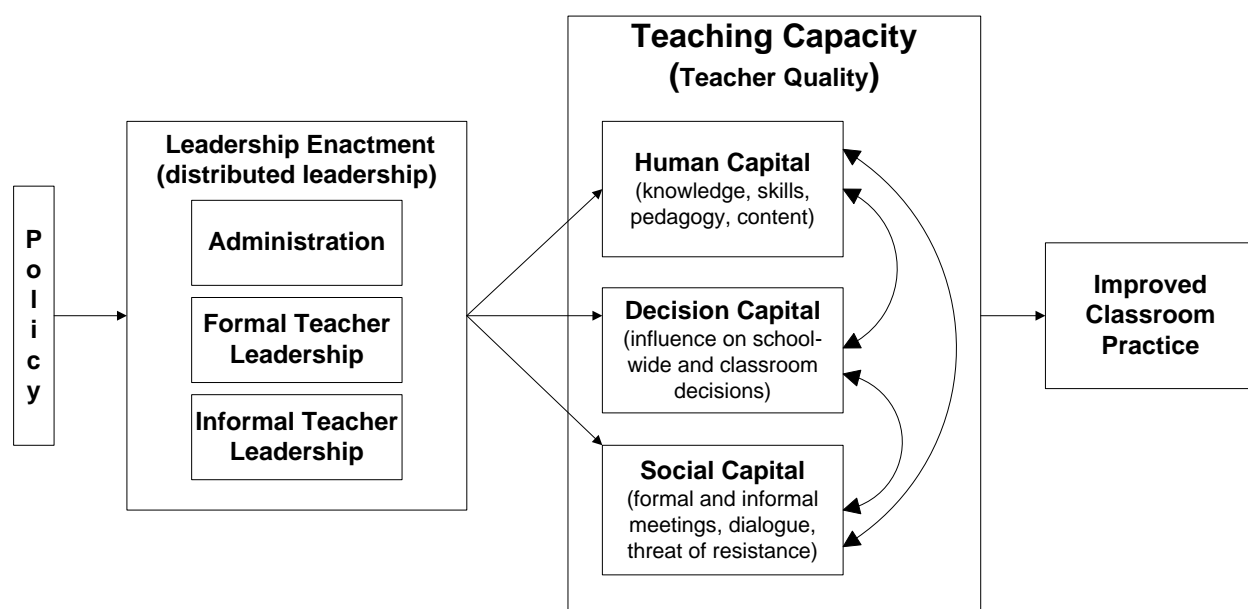 Policy
Leadership Enactment
(distributed leadership)
Administration
Formal Teacher
Leadership
Informal Teacher
Leadership
Teaching Capacity
(Teacher Quality)
Human Capital
(knowledge, skills,
pedagogy, content)
Decision Capital
(influence on school-
wide and classroom
decisions)
Social Capital
(formal and informal
meetings, dialogue,
threat of resistance)
Improved
Classroom
Practice